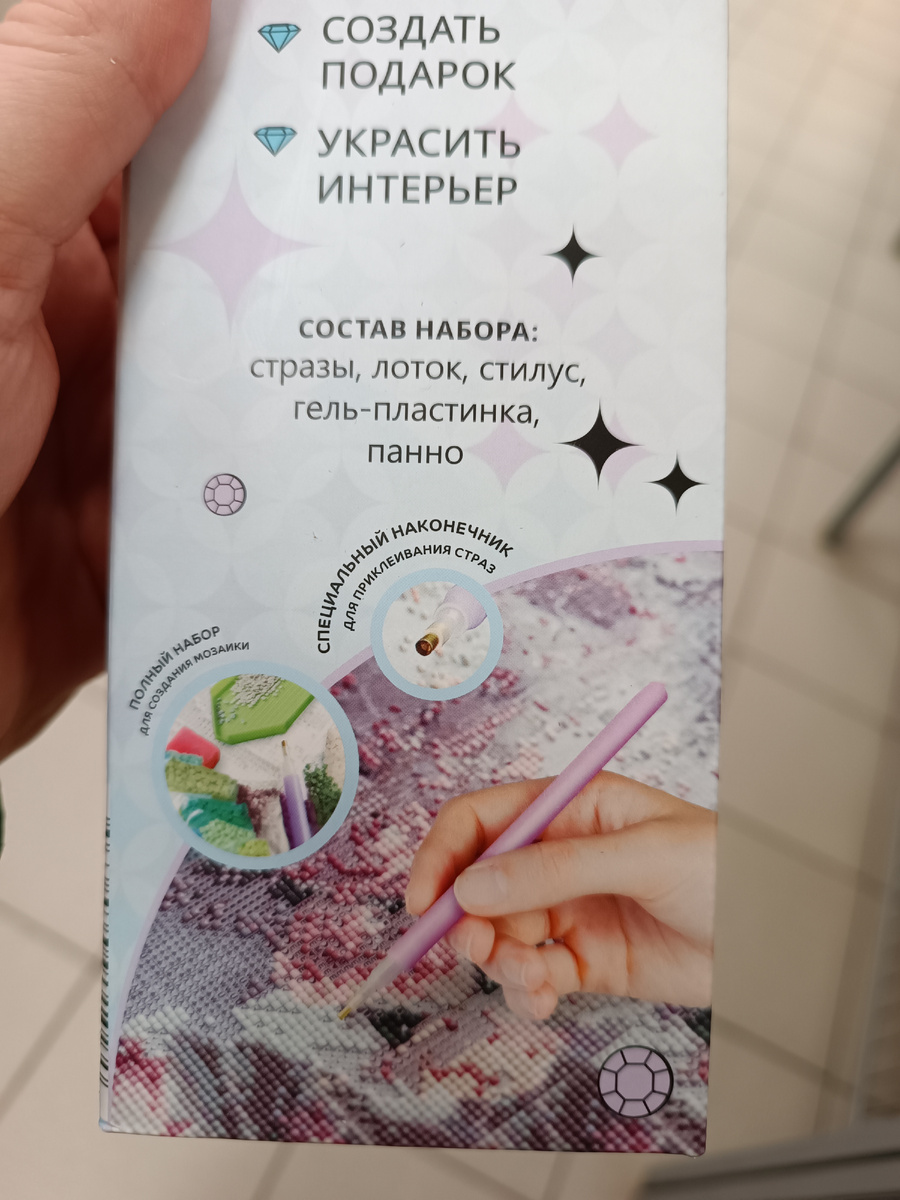 СОЗДАТЬ
ПОДАРОК
УКРАСИТЬ
ИНТЕРЬЕР
СОСТАВ НАБОРА:
стразы, лоток, стилус,
гель-пластинка,
панно
СПЕЦИАЛЬНЫЙ НАКОНЕЧНИК
ДЛЯ ПРИКЛЕИВАНИЯ СТРАЗ
ПОЛНЫЙ НАБОР
ДЛЯ СОЗДАНИЯ МОЗАИКИ